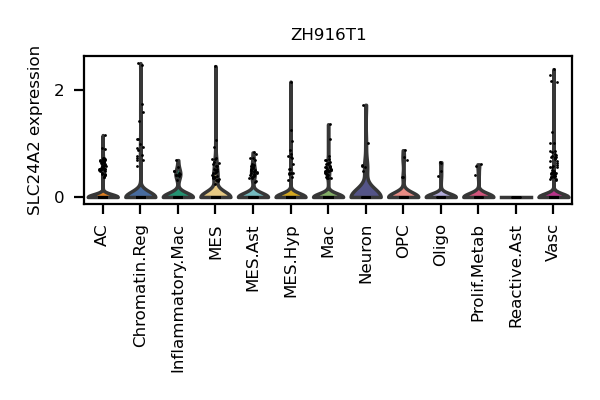 ZH916T1
SLC24A2 expression
2
0
AC
Chromatin.Reg
Inflammatory.Mac
MES
MES.Ast
MES.Hyp
Mac
Neuron
OPC
Oligo
Prolif.Metab
Reactive.Ast
Vasc